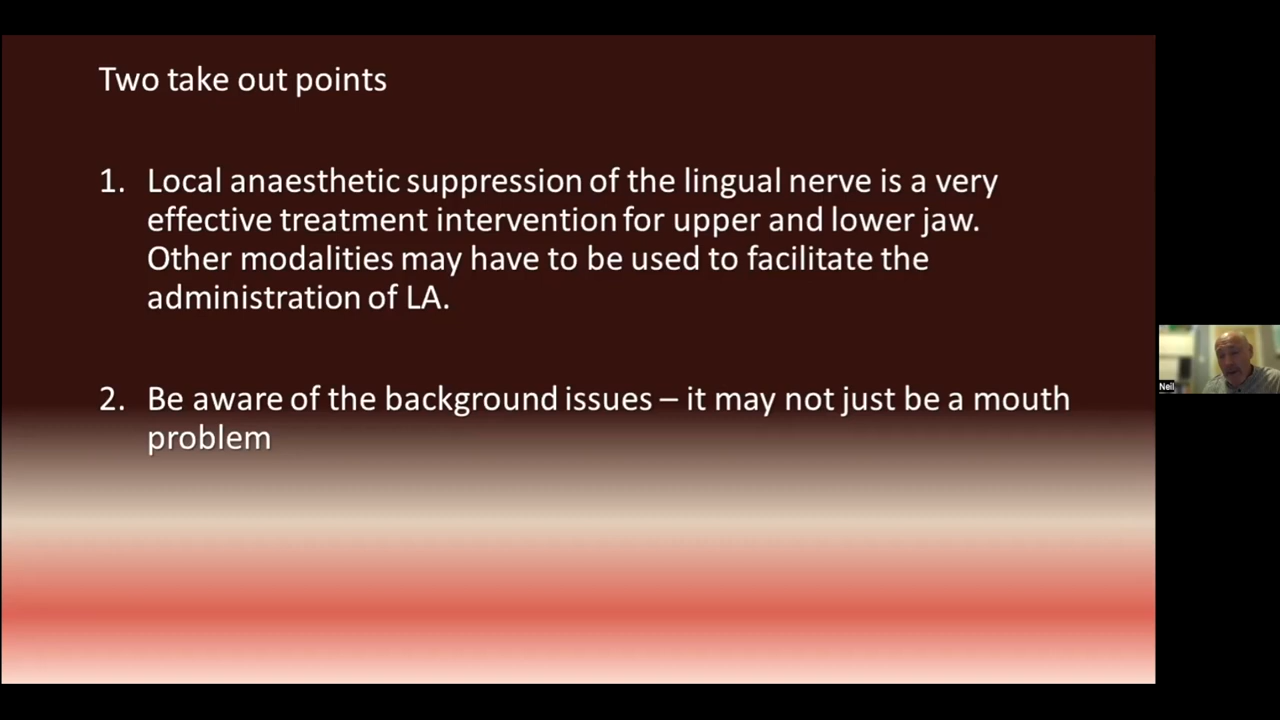 Two take out points
1. Local anaesthetic suppression of the lingual nerve is a very
effective treatment intervention for upper and lower jaw.
Other modalities may have to be used to facilitate the
administration of LA.
2. Be aware of the background issues – it may not just be a mouth
problem
Neil